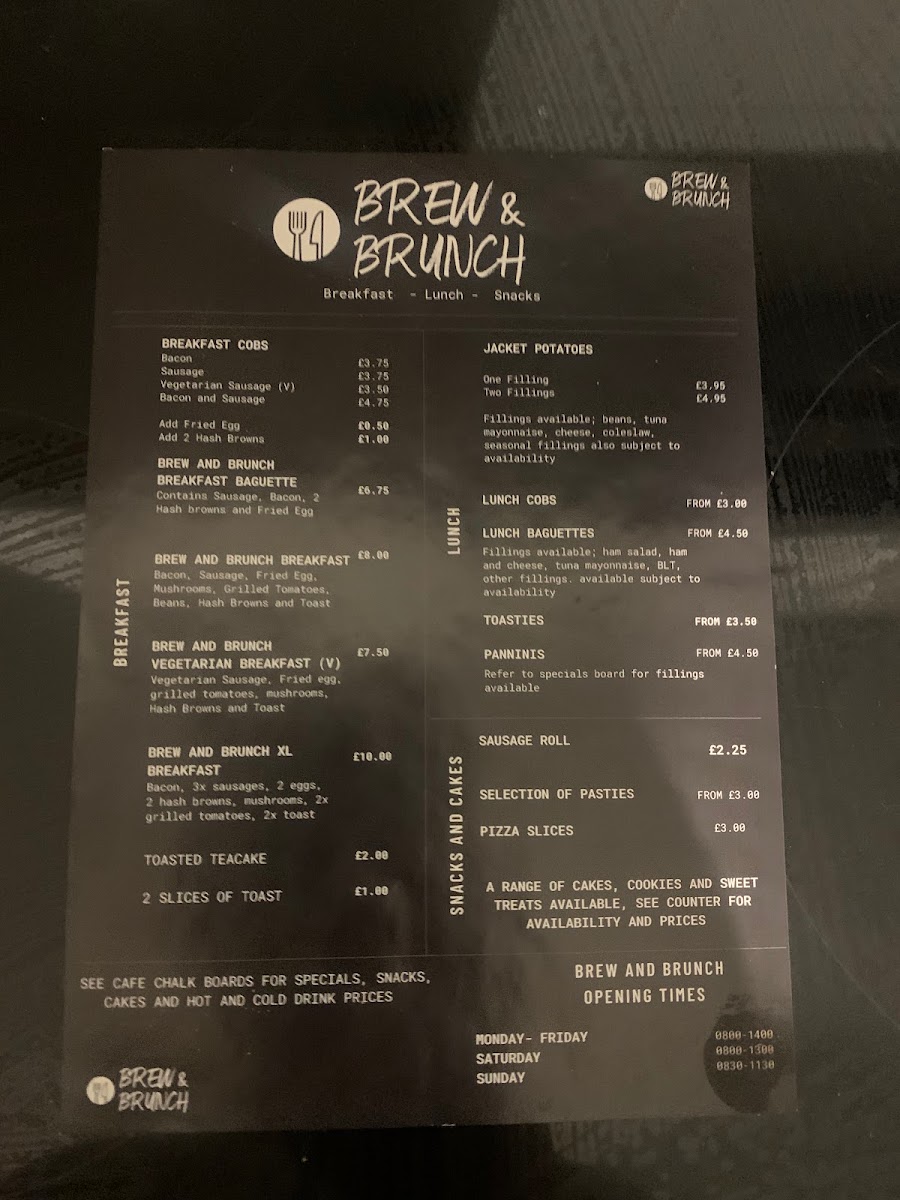 BREW &
BRUNCH
Breakfast - Lunch - Snacks
BREW &
BRUNCH
BREAKFAST
BREAKFAST COBS
Bacon £3.75
Sausage £3.75
Vegetarian Sausage (V) £3.50
Bacon and Sausage £4.75
Add Fried Egg £0.50
Add 2 Hash Browns £1.00
BREW AND BRUNCH
BREAKFAST BAGUETTE £6.75
Contains Sausage, Bacon, 2
Hash browns and Fried Egg
BREW AND BRUNCH BREAKFAST £8.00
Bacon, Sausage, Fried Egg,
Mushrooms, Grilled Tomatoes,
Beans, Hash Browns and Toast
BREW AND BRUNCH
VEGETARIAN BREAKFAST (V) £7.50
Vegetarian Sausage, Fried egg,
grilled tomatoes, mushrooms,
Hash Browns and Toast
BREW AND BRUNCH XL £10.00
BREAKFAST
Bacon, 3x sausages, 2 eggs,
2 hash browns, mushrooms, 2x
grilled tomatoes, 2x toast
TOASTED TEACAKE £2.00
2 SLICES OF TOAST £1.00
LUNCH
JACKET POTATOES
One Filling £3.95
Two Fillings £4.95
Fillings available; beans, tuna
mayonnaise, cheese, coleslaw,
seasonal fillings also subject to
availability
LUNCH COBS FROM £3.00
LUNCH BAGUETTES FROM £4.50
Fillings available; ham salad, ham
and cheese, tuna mayonnaise, BLT,
other fillings. available subject to
availability
TOASTIES FROM £3.50
PANNINIS FROM £4.50
Refer to specials board for fillings
available
SNACKS AND CAKES
SAUSAGE ROLL £2.25
SELECTION OF PASTIES FROM £3.00
PIZZA SLICES £3.00
A RANGE OF CAKES, COOKIES AND SWEET
TREATS AVAILABLE, SEE COUNTER FOR
AVAILABILITY AND PRICES
SEE CAFE CHALK BOARDS FOR SPECIALS, SNACKS,
CAKES AND HOT AND COLD DRINK PRICES
BREW AND BRUNCH
OPENING TIMES
MONDAY- FRIDAY 0800-1400
SATURDAY 0800-1300
SUNDAY 0830-1130
BREW &
BRUNCH